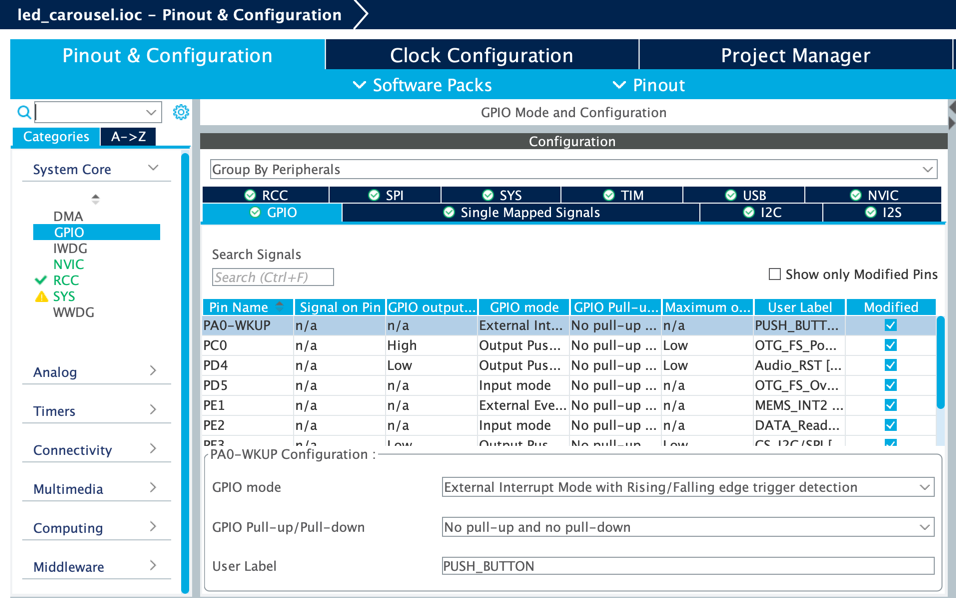 led_carousel.ioc – Pinout & Configuration
Pinout & Configuration Clock Configuration Project Manager
Software Packs Pinout
GPIO Mode and Configuration
Categories A->Z
System Core
DMA
GPIO
IWDG
NVIC
RCC
SYS
WWDG
Analog
Timers
Connectivity
Multimedia
Computing
Middleware
Configuration
Group By Peripherals
RCC SPI SYS TIM USB NVIC
GPIO Single Mapped Signals I2C I2S
Search Signals
Search (Ctrl+F)
Show only Modified Pins
Pin Name Signal on Pin GPIO output... GPIO mode GPIO Pull-u... Maximum o... User Label Modified
PA0-WKUP n/a n/a External Int... No pull-up ... n/a PUSH_BUTT...
PC0 n/a High Output Pus... No pull-up ... Low OTG_FS_Po...
PD4 n/a Low Output Pus... No pull-up ... Low Audio_RST [...
PD5 n/a n/a Input mode No pull-up ... n/a OTG_FS_Ov...
PE1 n/a n/a External Eve... No pull-up ... n/a MEMS_INT2 ...
PE2 n/a n/a Input mode No pull-up ... n/a DATA_Read...
PE3 n/a Low Output Pus... No pull-up ... Low CS_I2C/SPI [...
PA0-WKUP Configuration :
GPIO mode External Interrupt Mode with Rising/Falling edge trigger detection
GPIO Pull-up/Pull-down No pull-up and no pull-down
User Label PUSH_BUTTON